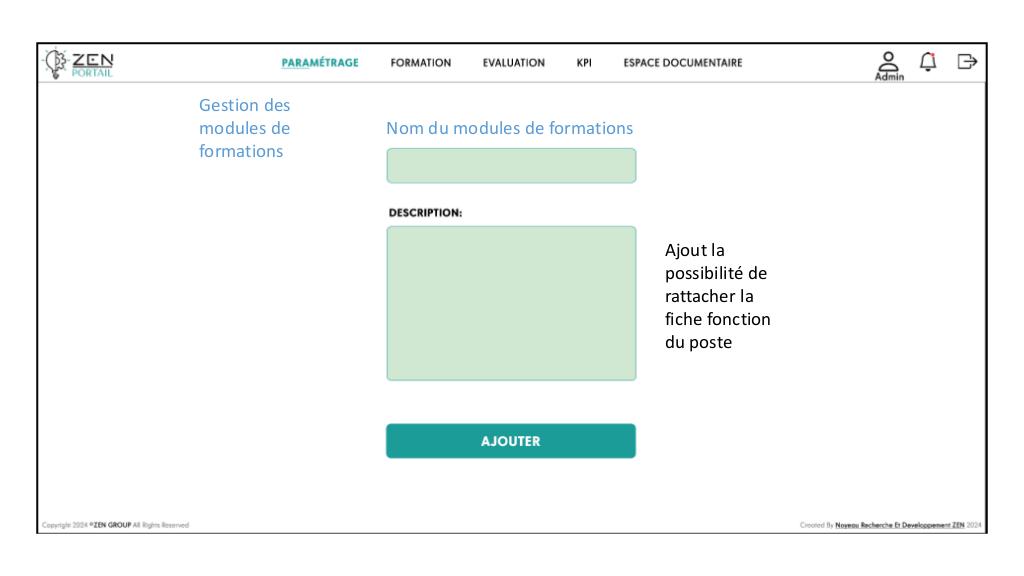 ZEN
PORTAIL
PARAMÉTRAGE FORMATION EVALUATION KPI ESPACE DOCUMENTAIRE
Admin
Gestion des
modules de
formations
Nom du modules de formations
DESCRIPTION:
Ajout la
possibilité de
rattacher la
fiche fonction
du poste
AJOUTER
Copyright 2024 ©ZEN GROUP All Rights Reserved
Created By Noyeau Recherche Et Developpement ZEN 2024